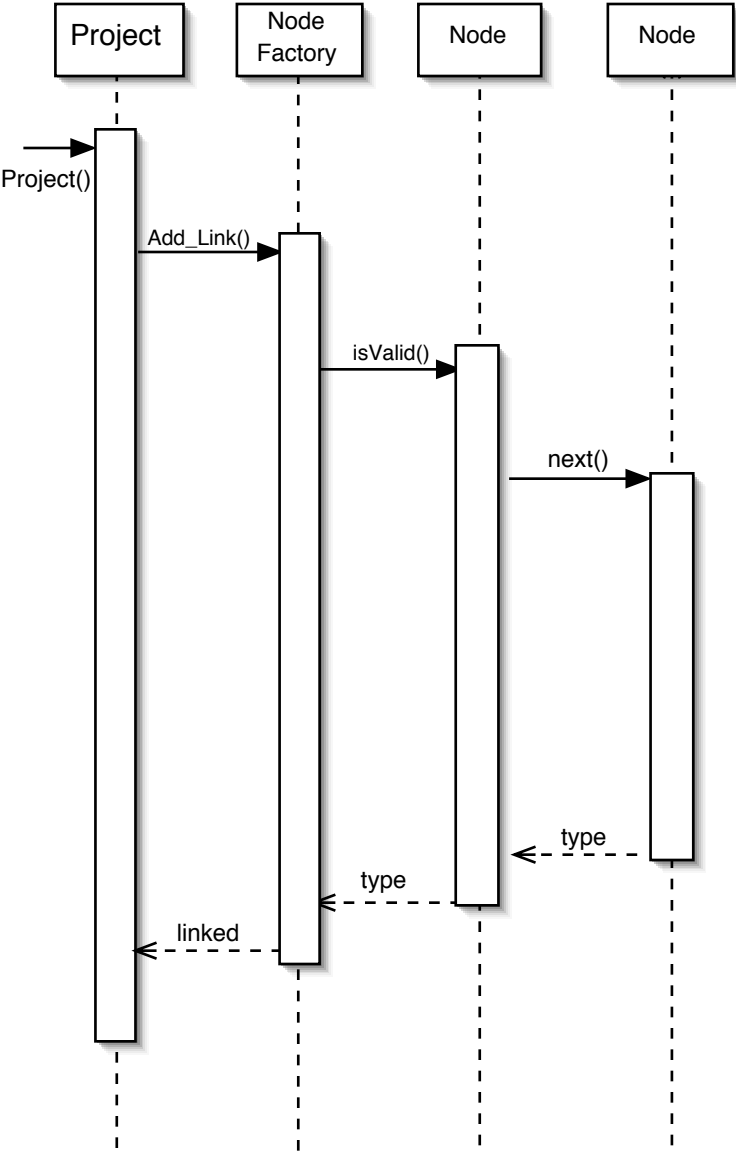 Project
Node
Factory
Node
Node
Project()
Add_Link()
isValid()
next()
type
type
linked